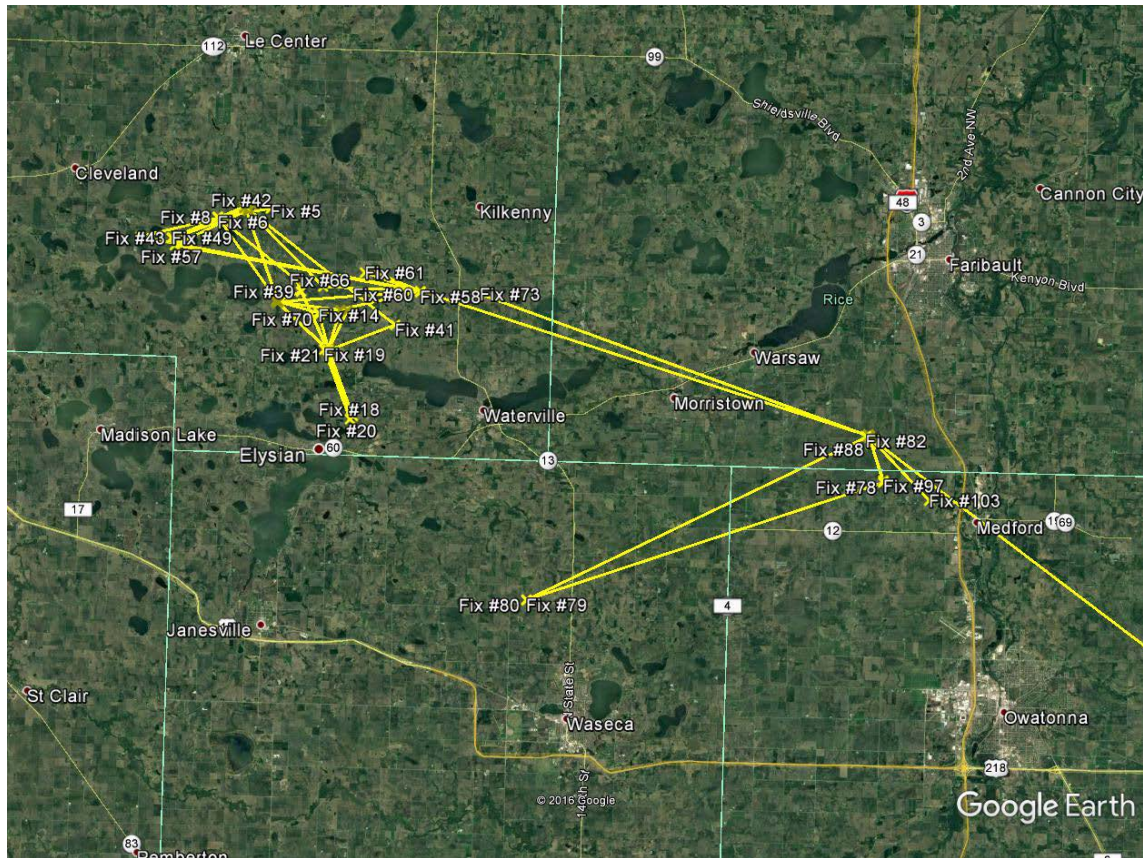 Le Center
112
99
Shieldsville Blvd
2nd Ave NW
Cleveland
Cannon City
48
3
Fix #42
Fix #8
Fix #5
Fix #6
Kilkenny
Fix #43
Fix #49
Fix #57
21
Faribault
Kenyon Blvd
Fix #61
Fix #66
Fix #39
Fix #60
Fix #58
Fix #73
Rice
Fix #70
Fix #14
Fix #41
Fix #21
Fix #19
Warsaw
Morristown
Fix #18
Waterville
Fix #20
Madison Lake
Elysian
60
13
Fix #82
Fix #88
Fix #78
Fix #97
Fix #103
17
12
Medford
69
Fix #80
Fix #79
4
Janesville
St Clair
State St
Waseca
Owatonna
218
14th St
© 2016 Google
Google Earth
83
Pemberton